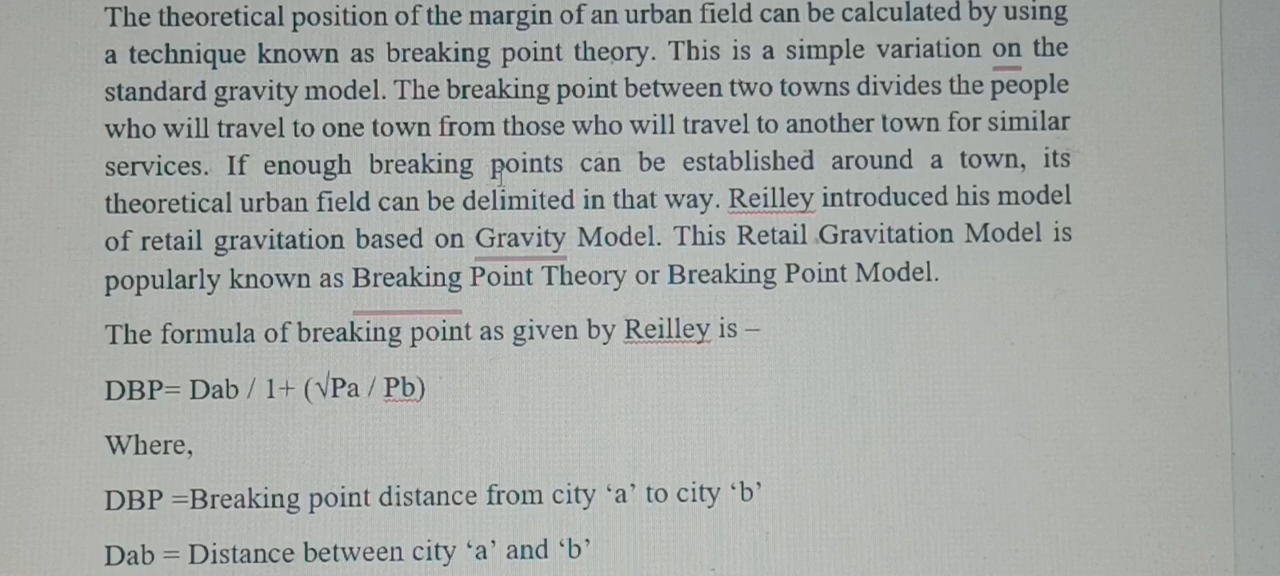 The theoretical position of the margin of an urban field can be calculated by using
a technique known as breaking point theory. This is a simple variation on the
standard gravity model. The breaking point between two towns divides the people
who will travel to one town from those who will travel to another town for similar
services. If enough breaking points can be established around a town, its
theoretical urban field can be delimited in that way. Reilley introduced his model
of retail gravitation based on Gravity Model. This Retail Gravitation Model is
popularly known as Breaking Point Theory or Breaking Point Model.
The formula of breaking point as given by Reilley is –
DBP= Dab / 1+ (√Pa / Pb)
Where,
DBP =Breaking point distance from city ‘a’ to city ‘b’
Dab = Distance between city ‘a’ and ‘b’